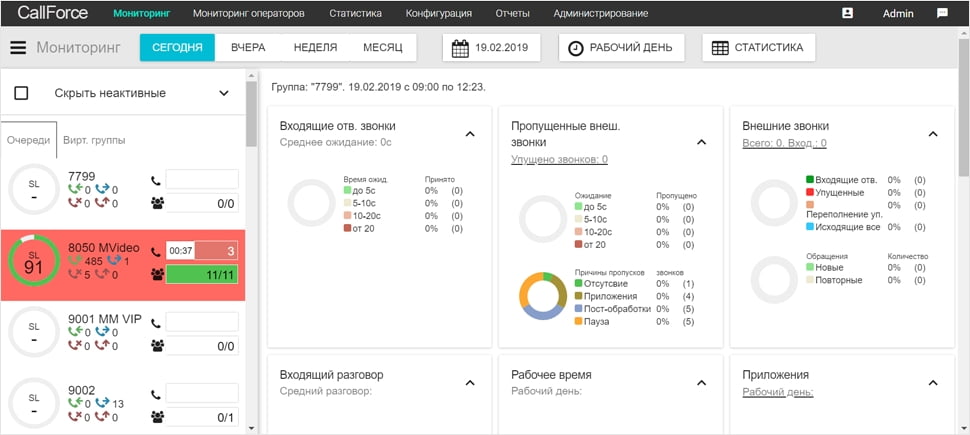 CallForce Мониторинг Мониторинг операторов Статистика Конфигурация Отчеты Администрирование Admin
Мониторинг СЕГОДНЯ ВЧЕРА НЕДЕЛЯ МЕСЯЦ 19.02.2019 РАБОЧИЙ ДЕНЬ СТАТИСТИКА
Скрыть неактивные
Очереди Вирт. группы
7799
SL
-
0 0
0 0
0/0
8050 MVideo
SL
91
485 1
5 0
00:37 3
11/11
9001 MM VIP
SL
-
0 0
0 0
0/0
9002
SL
-
0 13
0 0
0/1
Группа: "7799". 19.02.2019 с 09:00 по 12:23.
Входящие отв. звонки
Среднее ожидание: 0с
Время ожид. Принято
до 5с 0% (0)
5-10с 0% (0)
10-20с 0% (0)
от 20 0% (0)
Пропущенные внеш.
звонки
Упущено звонков: 0
Ожидание Пропущено
до 5с 0% (0)
5-10с 0% (0)
10-20с 0% (0)
от 20 0% (0)
Причины пропусков звонков
Отсутсвие 0% (1)
Приложения 0% (4)
Пост-обработки 0% (5)
Пауза 0% (5)
Внешние звонки
Всего: 0. Вход.: 0
Входящие отв. 0% (0)
Упущенные 0% (0)
0% (0)
Переполнение уп.
Исходящие все 0% (0)
Обращения Количество
Новые 0% (0)
Повторные 0% (0)
Входящий разговор
Средний разговор:
Рабочее время
Рабочий день:
Приложения
Рабочий день: